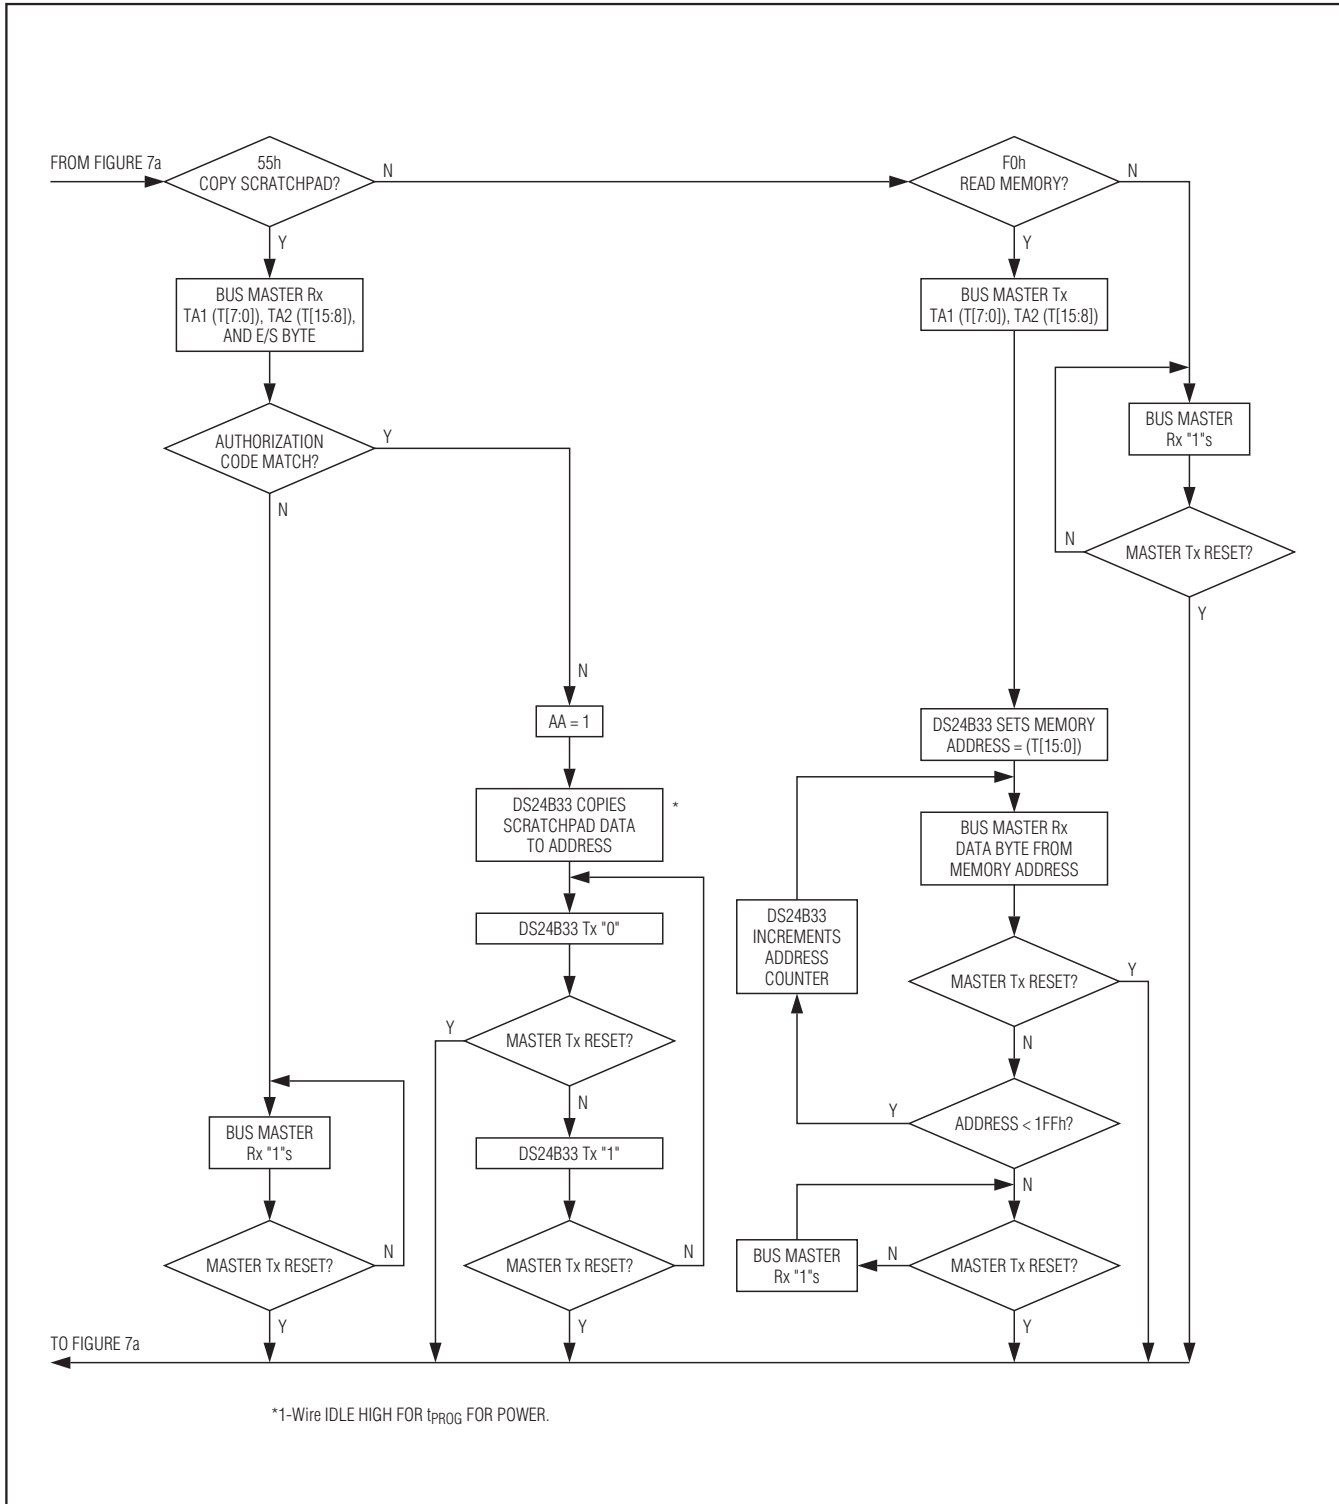 FROM FIGURE 7a
55h
COPY SCRATCHPAD?
N
F0h
READ MEMORY?
N
Y
Y
BUS MASTER Rx
TA1 (T[7:0]), TA2 (T[15:8]),
AND E/S BYTE
BUS MASTER Tx
TA1 (T[7:0]), TA2 (T[15:8])
BUS MASTER
Rx "1"s
AUTHORIZATION
CODE MATCH?
Y
N
N
MASTER Tx RESET?
Y
N
AA = 1
DS24B33 SETS MEMORY
ADDRESS = (T[15:0])
DS24B33 COPIES
SCRATCHPAD DATA
TO ADDRESS
*
BUS MASTER Rx
DATA BYTE FROM
MEMORY ADDRESS
DS24B33 Tx "0"
DS24B33
INCREMENTS
ADDRESS
COUNTER
MASTER Tx RESET?
Y
N
Y
MASTER Tx RESET?
N
ADDRESS < 1FFh?
Y
N
BUS MASTER
Rx "1"s
DS24B33 Tx "1"
MASTER Tx RESET?
N
Y
MASTER Tx RESET?
N
Y
BUS MASTER
Rx "1"s
N
MASTER Tx RESET?
Y
TO FIGURE 7a
*1-Wire IDLE HIGH FOR tPROG FOR POWER.